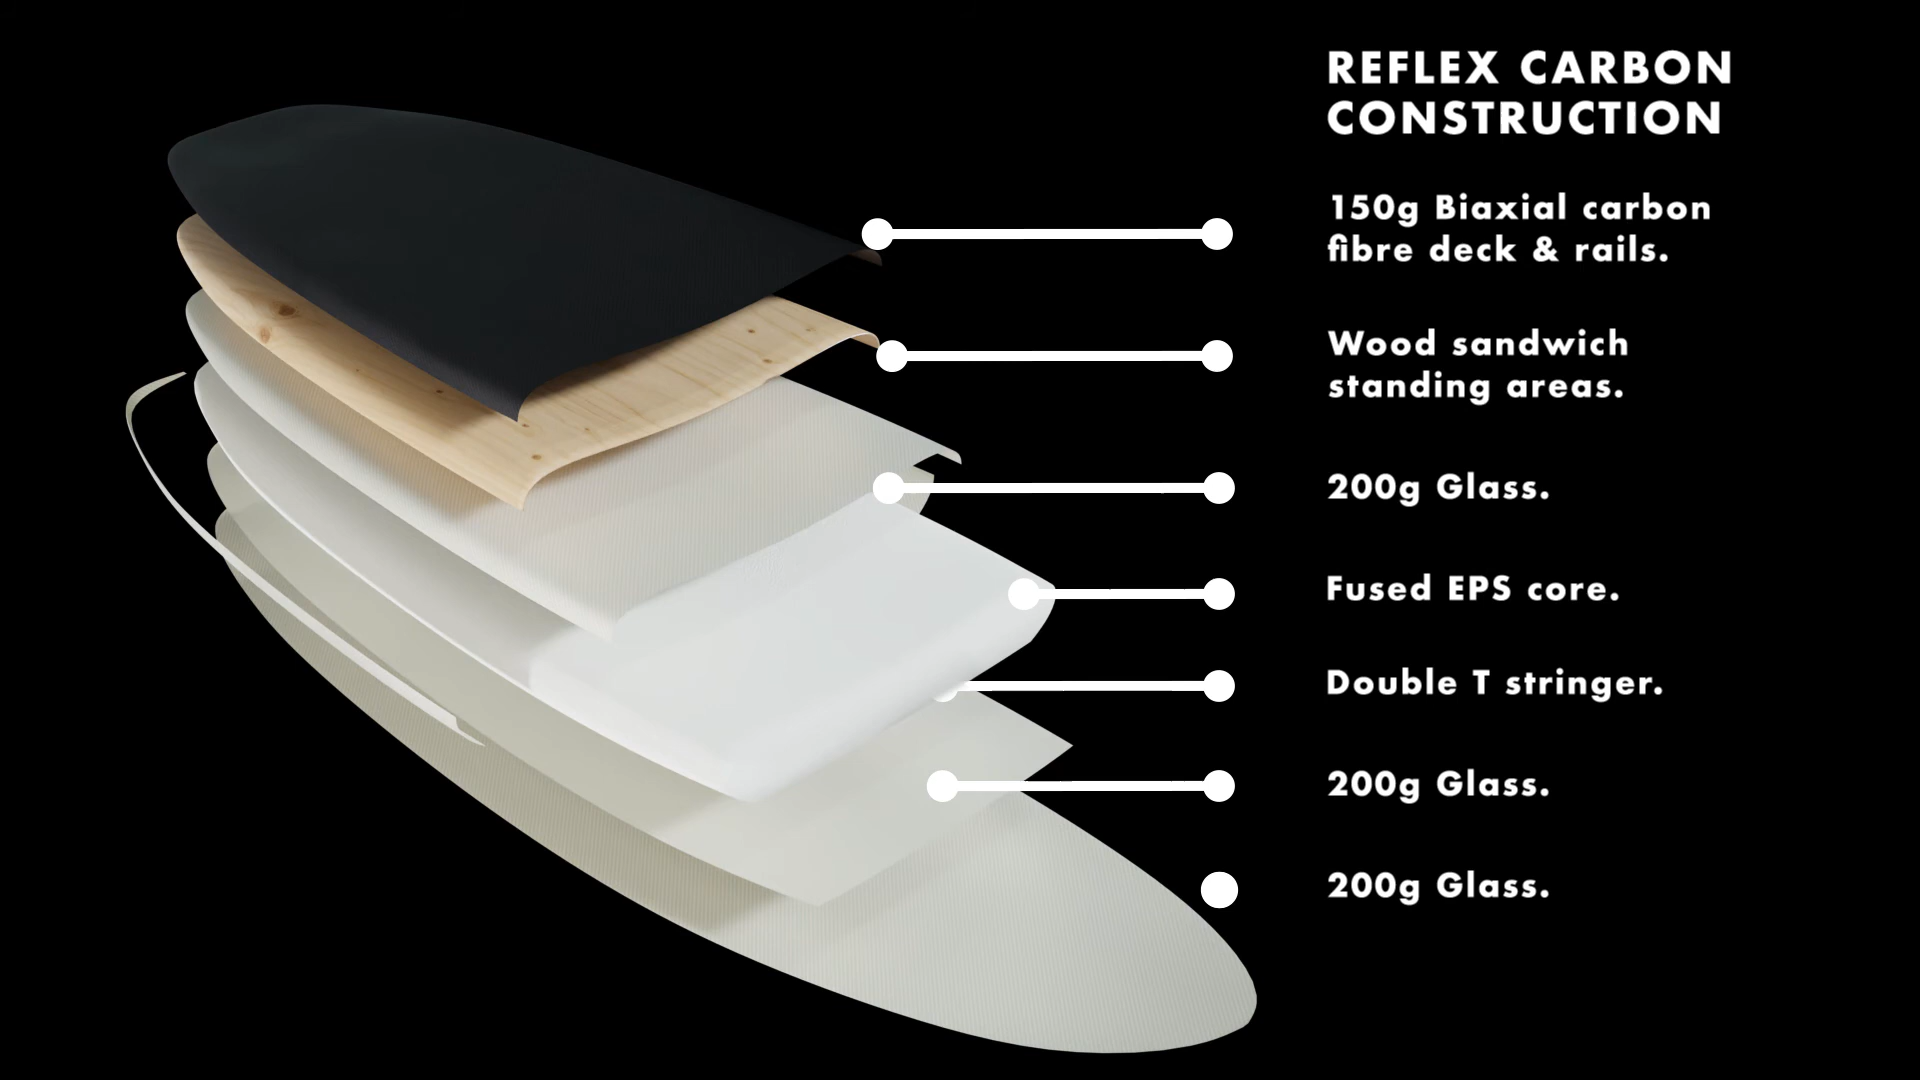 REFLEX CARBON
CONSTRUCTION
150g Biaxial carbon
fibre deck & rails.
Wood sandwich
standing areas.
200g Glass.
Fused EPS core.
Double T stringer.
200g Glass.
200g Glass.